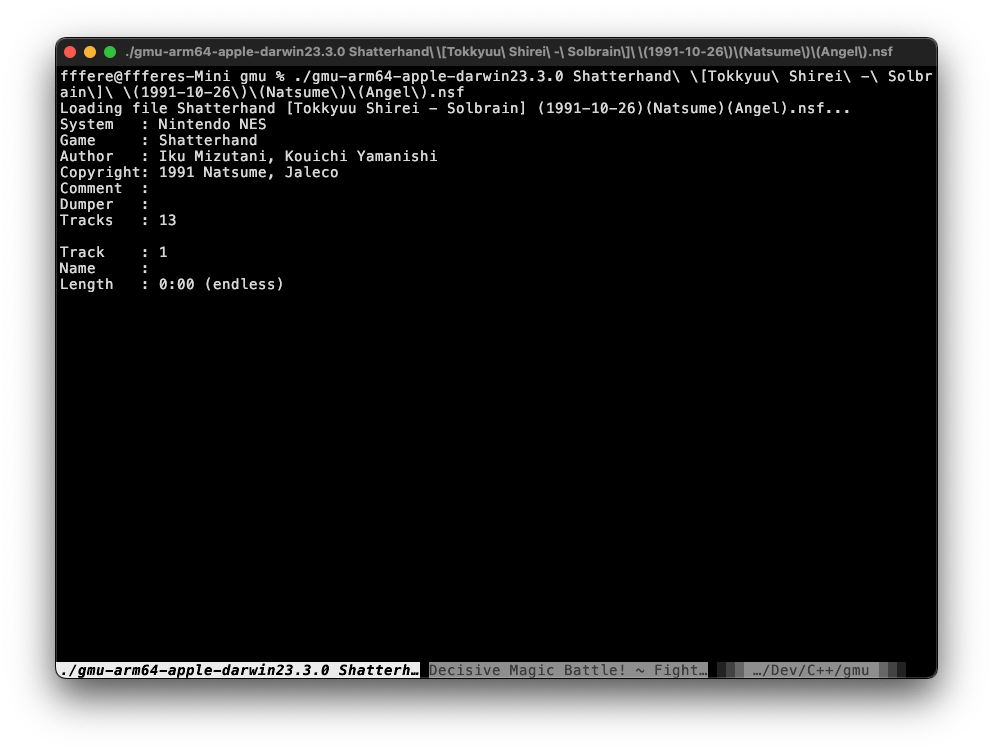 ./gmu-arm64-apple-darwin23.3.0 Shatterhand\ \[Tokkyuu\ Shirei\ -\ Solbrain\]\ \(1991-10-26\)\(Natsume\)\(Angel\).nsf
fffere@ffferes-Mini gmu % ./gmu-arm64-apple-darwin23.3.0 Shatterhand\ \[Tokkyuu\ Shirei\ -\ Solbr
ain\]\ \(1991-10-26\)\(Natsume\)\(Angel\).nsf
Loading file Shatterhand [Tokkyuu Shirei - Solbrain] (1991-10-26)(Natsume)(Angel).nsf...
System   : Nintendo NES
Game     : Shatterhand
Author   : Iku Mizutani, Kouichi Yamanishi
Copyright: 1991 Natsume, Jaleco
Comment  :
Dumper   :
Tracks   : 13
Track    : 1
Name     :
Length   : 0:00 (endless)
./gmu-arm64-apple-darwin23.3.0 Shatterh… Decisive Magic Battle! ~ Fight… …/Dev/C++/gmu